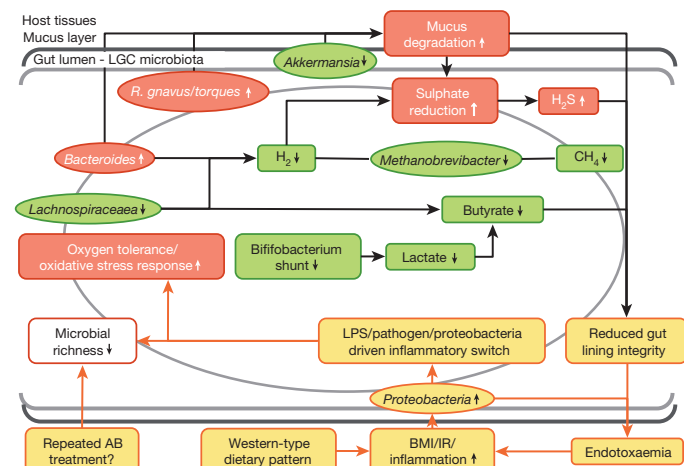 Host tissues
Mucus layer
Gut lumen - LGC microbiota
Mucus
degradation ↑
Akkermansia ↓
R. gnavus/torques ↑
Sulphate
reduction ↑
H₂S ↑
Bacteroides ↑
H₂ ↓
Methanobrevibacter ↓
CH₄ ↓
Lachnospiraceaea ↓
Butyrate ↓
Oxygen tolerance/
oxidative stress response ↑
Bififobacterium
shunt ↓
Lactate ↓
Microbial
richness ↓
LPS/pathogen/proteobacteria
driven inflammatory switch
Reduced gut
lining integrity
Proteobacteria ↑
Repeated AB
treatment?
Western-type
dietary pattern
BMI/IR/
inflammation ↑
Endotoxaemia